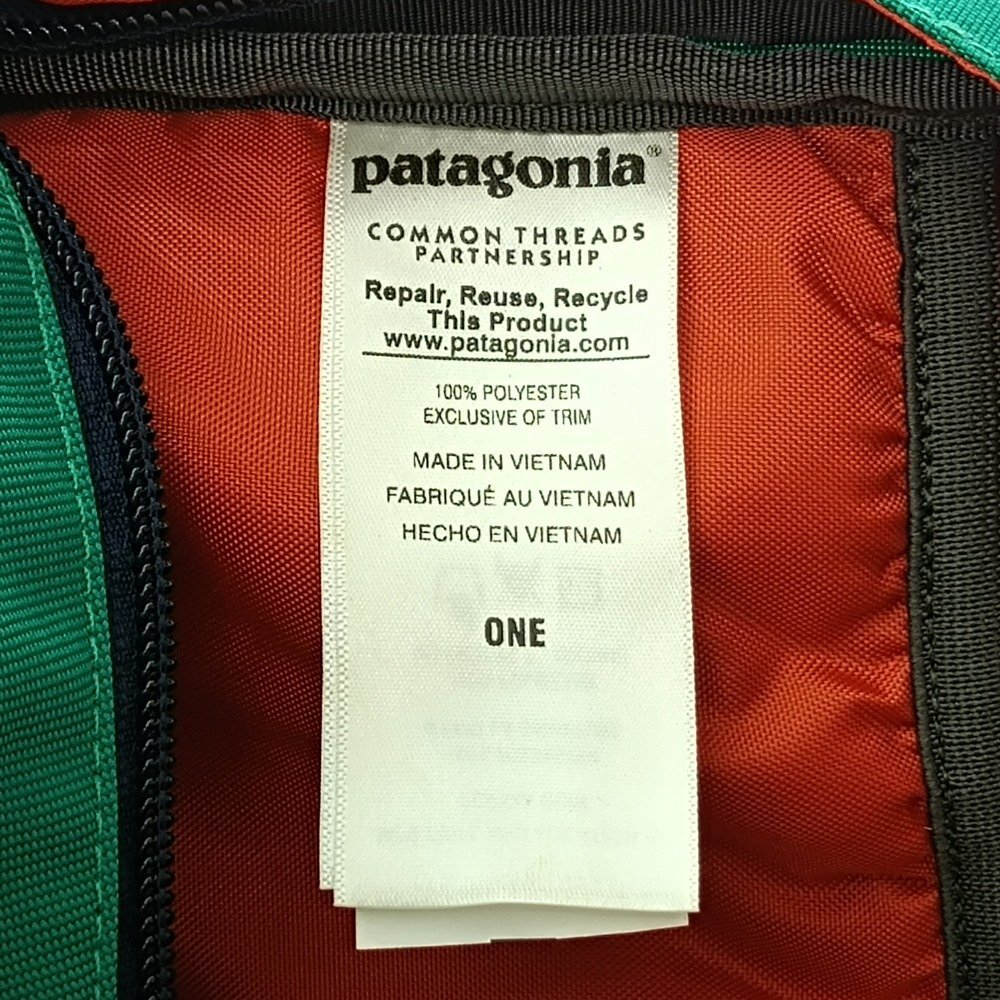 patagonia®
COMMON THREADS
PARTNERSHIP
Repair, Reuse, Recycle
This Product
www.patagonia.com
100% POLYESTER
EXCLUSIVE OF TRIM
MADE IN VIETNAM
FABRIQUÉ AU VIETNAM
HECHO EN VIETNAM
ONE